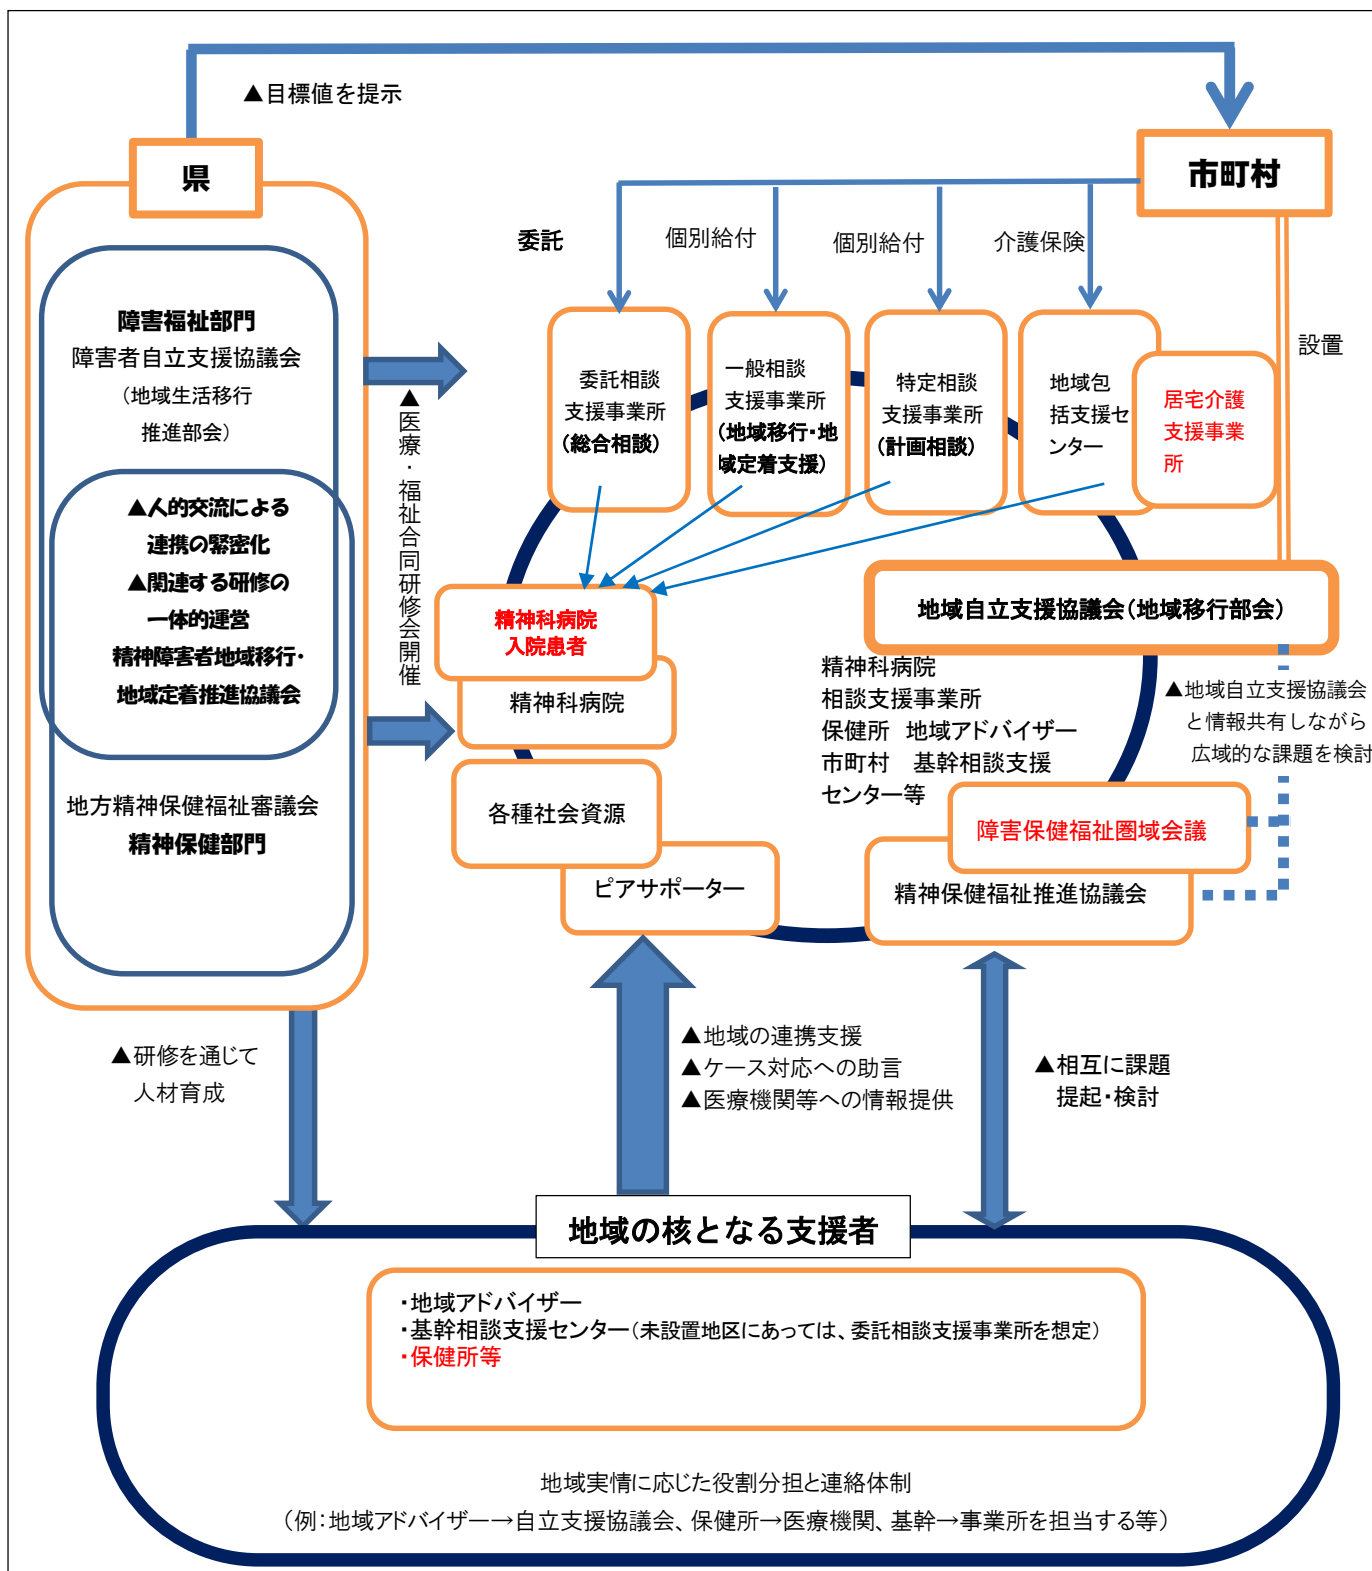 ▲目標値を提示
県
市町村
委託
個別給付
個別給付
介護保険
設置
障害福祉部門
障害者自立支援協議会
（地域生活移行
推進部会）
▲人的交流による
連携の緊密化
▲関連する研修の
一体的運営
精神障害者地域移行・
地域定着推進協議会
地方精神保健福祉審議会
精神保健部門
▲医療・福祉合同研修会開催
委託相談
支援事業所
(総合相談)
一般相談
支援事業所
(地域移行・地
域定着支援)
特定相談
支援事業所
(計画相談)
地域包
括支援セ
ンター
居宅介護
支援事業
所
精神科病院
入院患者
精神科病院
各種社会資源
ピアサポーター
地域自立支援協議会（地域移行部会）
精神科病院
相談支援事業所
保健所　地域アドバイザー
市町村　基幹相談支援
センター等
▲地域自立支援協議会
と情報共有しながら
広域的な課題を検討
障害保健福祉圏域会議
精神保健福祉推進協議会
▲研修を通じて
人材育成
▲地域の連携支援
▲ケース対応への助言
▲医療機関等への情報提供
▲相互に課題
提起・検討
地域の核となる支援者
・地域アドバイザー
・基幹相談支援センター（未設置地区にあっては、委託相談支援事業所を想定）
・保健所等
地域実情に応じた役割分担と連絡体制
（例：地域アドバイザー→自立支援協議会、保健所→医療機関、基幹→事業所を担当する等）